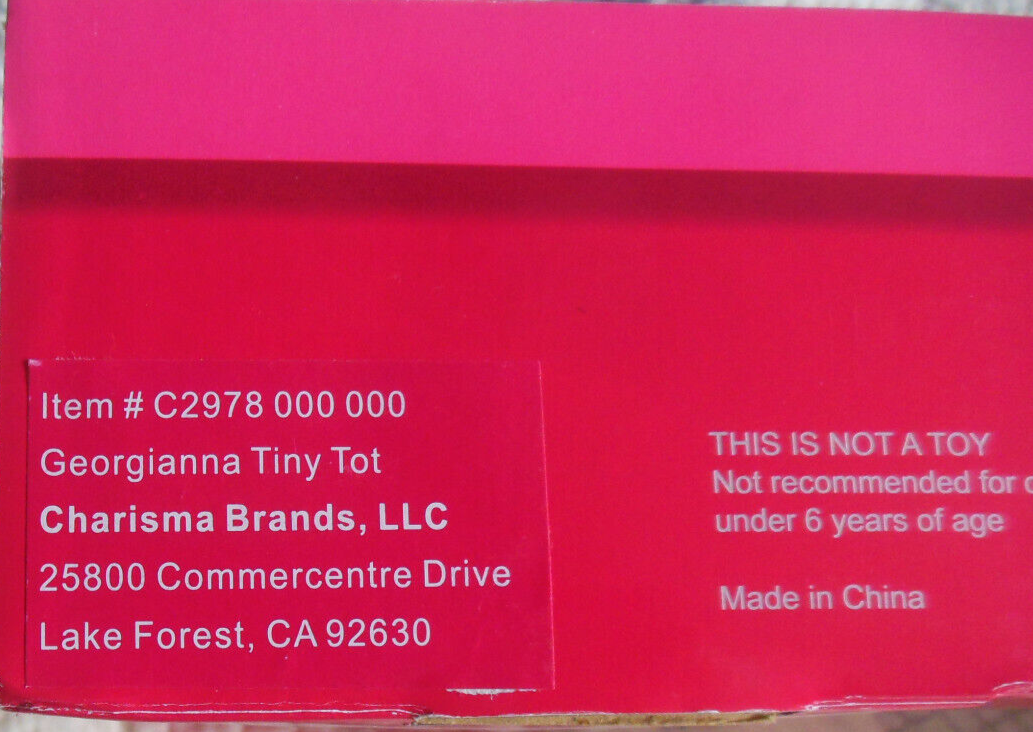 Item # C2978 000 000
Georgianna Tiny Tot
Charisma Brands, LLC
25800 Commercentre Drive
Lake Forest, CA 92630
THIS IS NOT A TOY
Not recommended for
under 6 years of age
Made in China